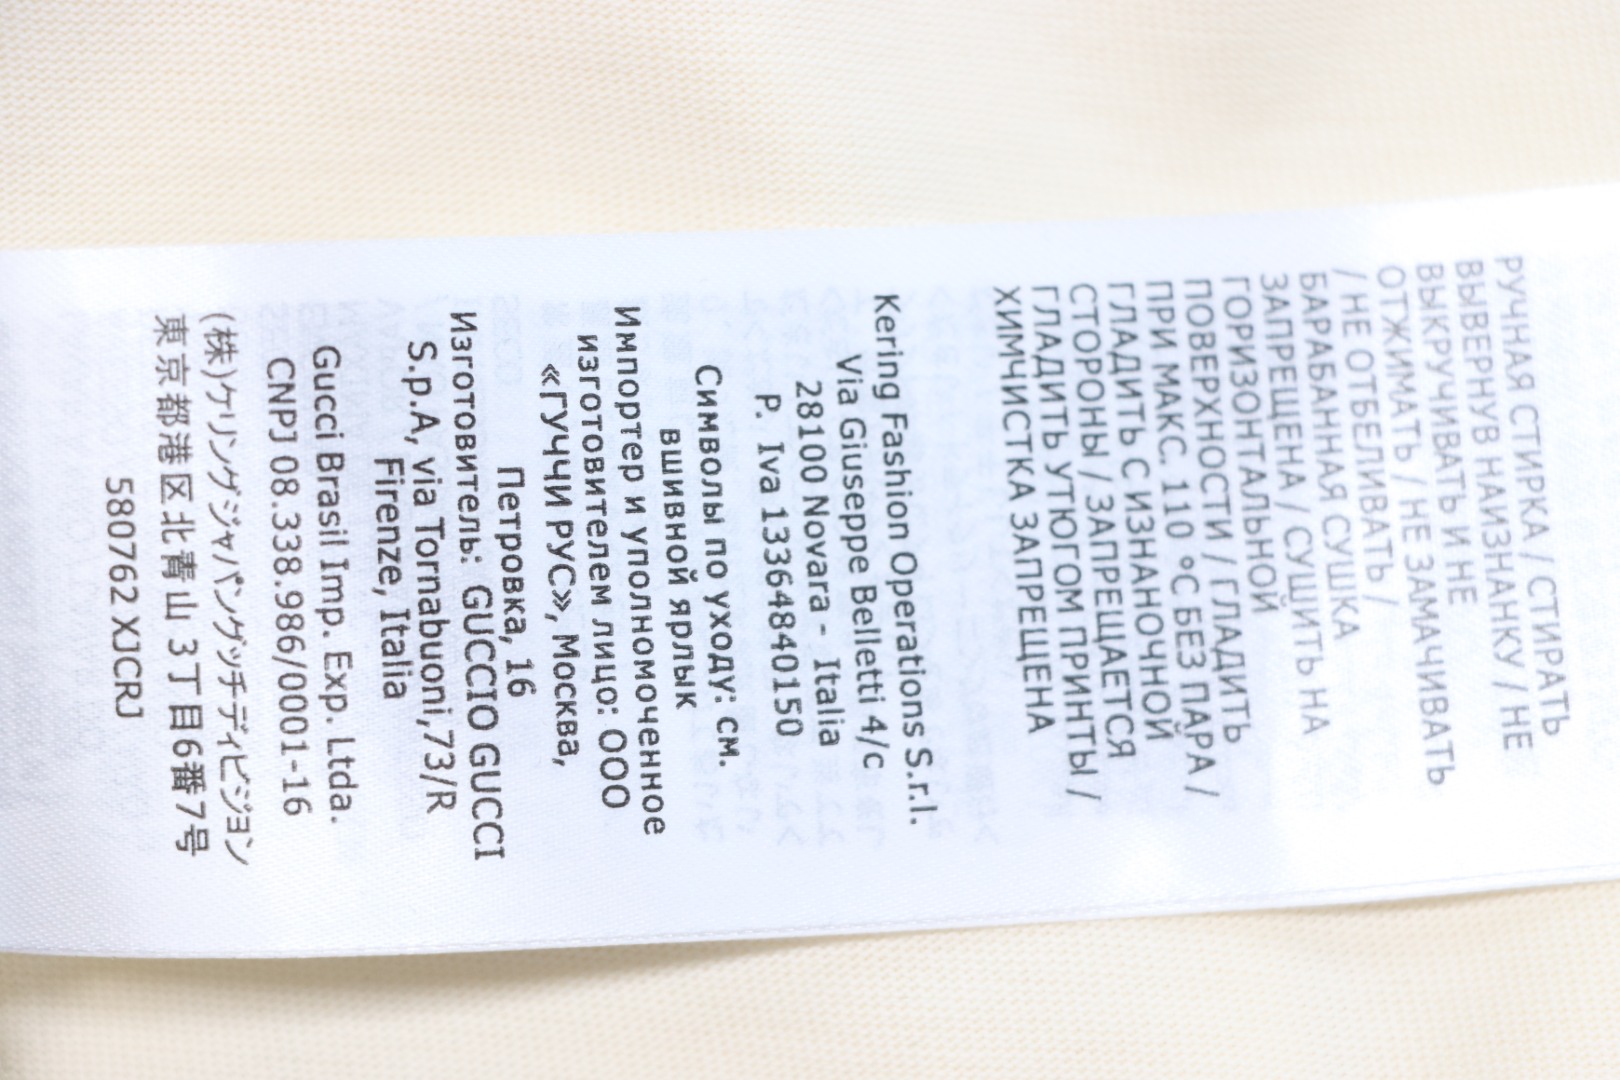 РУЧНАЯ СТИРКА / СТИРАТЬ
ВЫВЕРНУВ НАИЗНАНКУ / НЕ
ВЫКРУЧИВАТЬ И НЕ
ОТЖИМАТЬ / НЕ ЗАМАЧИВАТЬ
/ НЕ ОТБЕЛИВАТЬ /
БАРАБАННАЯ СУШКА
ЗАПРЕЩЕНА / СУШИТЬ НА
ГОРИЗОНТАЛЬНОЙ
ПОВЕРХНОСТИ / ГЛАДИТЬ
ПРИ МАКС. 110 °C БЕЗ ПАРА /
ГЛАДИТЬ С ИЗНАНОЧНОЙ
СТОРОНЫ / ЗАПРЕЩАЕТСЯ
ГЛАДИТЬ УТЮГОМ ПРИНТЫ /
ХИМЧИСТКА ЗАПРЕЩЕНА
Kering Fashion Operations S.r.l.
Via Giuseppe Belletti 4/c
28100 Novara - Italia
P. Iva 13364840150
Символы по уходу: см.
вшивной ярлык
Импортер и уполномоченное
изготовителем лицо: ООО
«ГУЧЧИ РУС», Москва,
Петровка, 16
Изготовитель: GUCCIO GUCCI
S.p.A, via Tornabuoni,73/R
Firenze, Italia
Gucci Brasil Imp. Exp. Ltda.
CNPJ 08.338.986/0001-16
(株)ケリングジャパングッチディビジョン
東京都港区北青山 3丁目6番7号
580762 XJCRJ